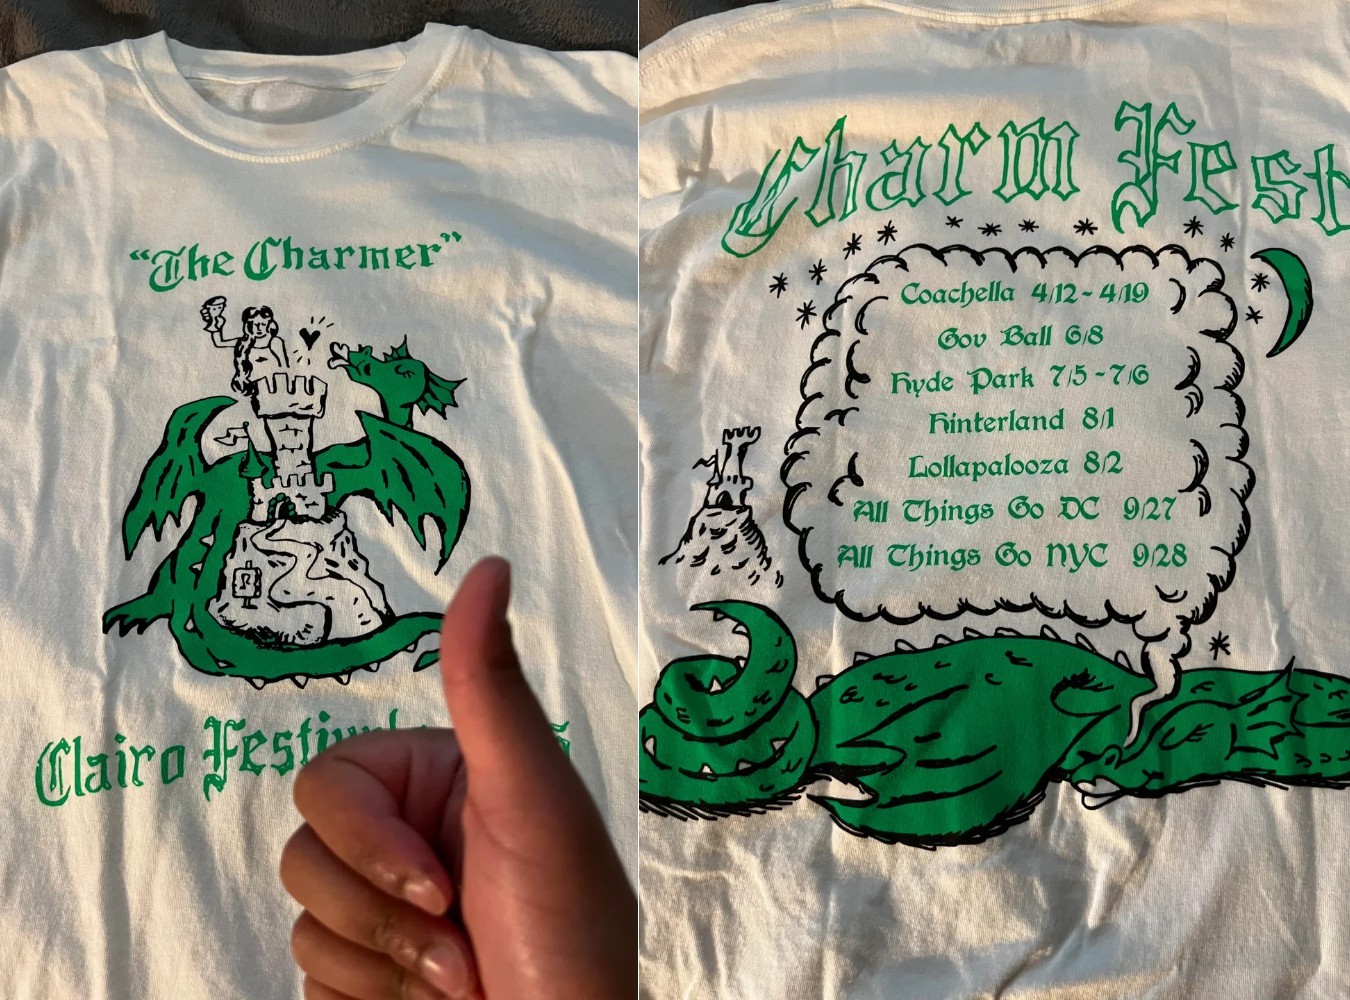 “The Charmer”
Clairo
Charm Fest
Coachella 4/12 - 4/19
Gov Ball 6/8
Hyde Park 7/5 - 7/6
Hinterland 8/1
Lollapalooza 8/2
All Things Go DC 9/27
All Things Go NYC 9/28